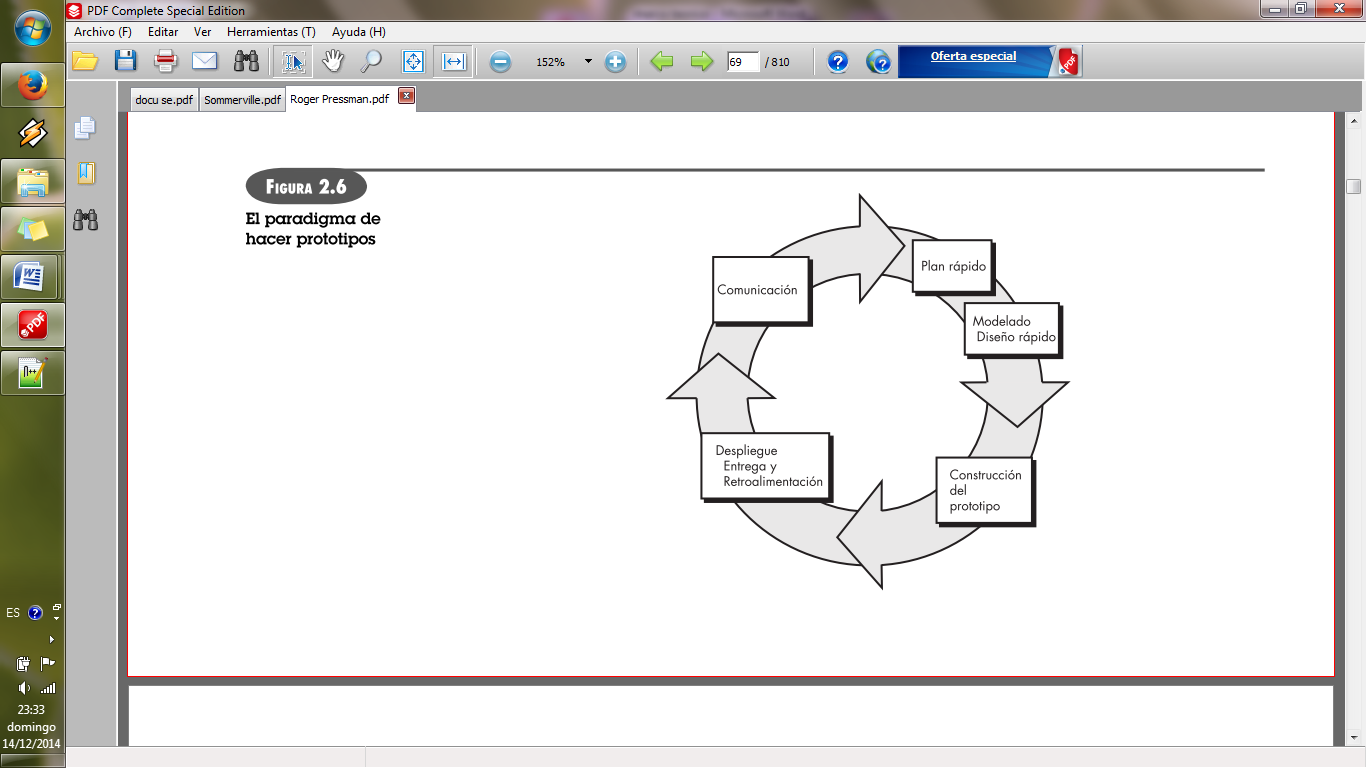 PDF Complete Special Edition
Archivo (F) Editar Ver Herramientas (T) Ayuda (H)
152% 69 / 810 Oferta especial
docu se.pdf Sommerville.pdf Roger Pressman.pdf
FIGURA 2.6
El paradigma de
hacer prototipos
Comunicación
Plan rápido
Modelado
Diseño rápido
Construcción
del
prototipo
Despliegue
Entrega y
Retroalimentación
ES
23:33
domingo
14/12/2014